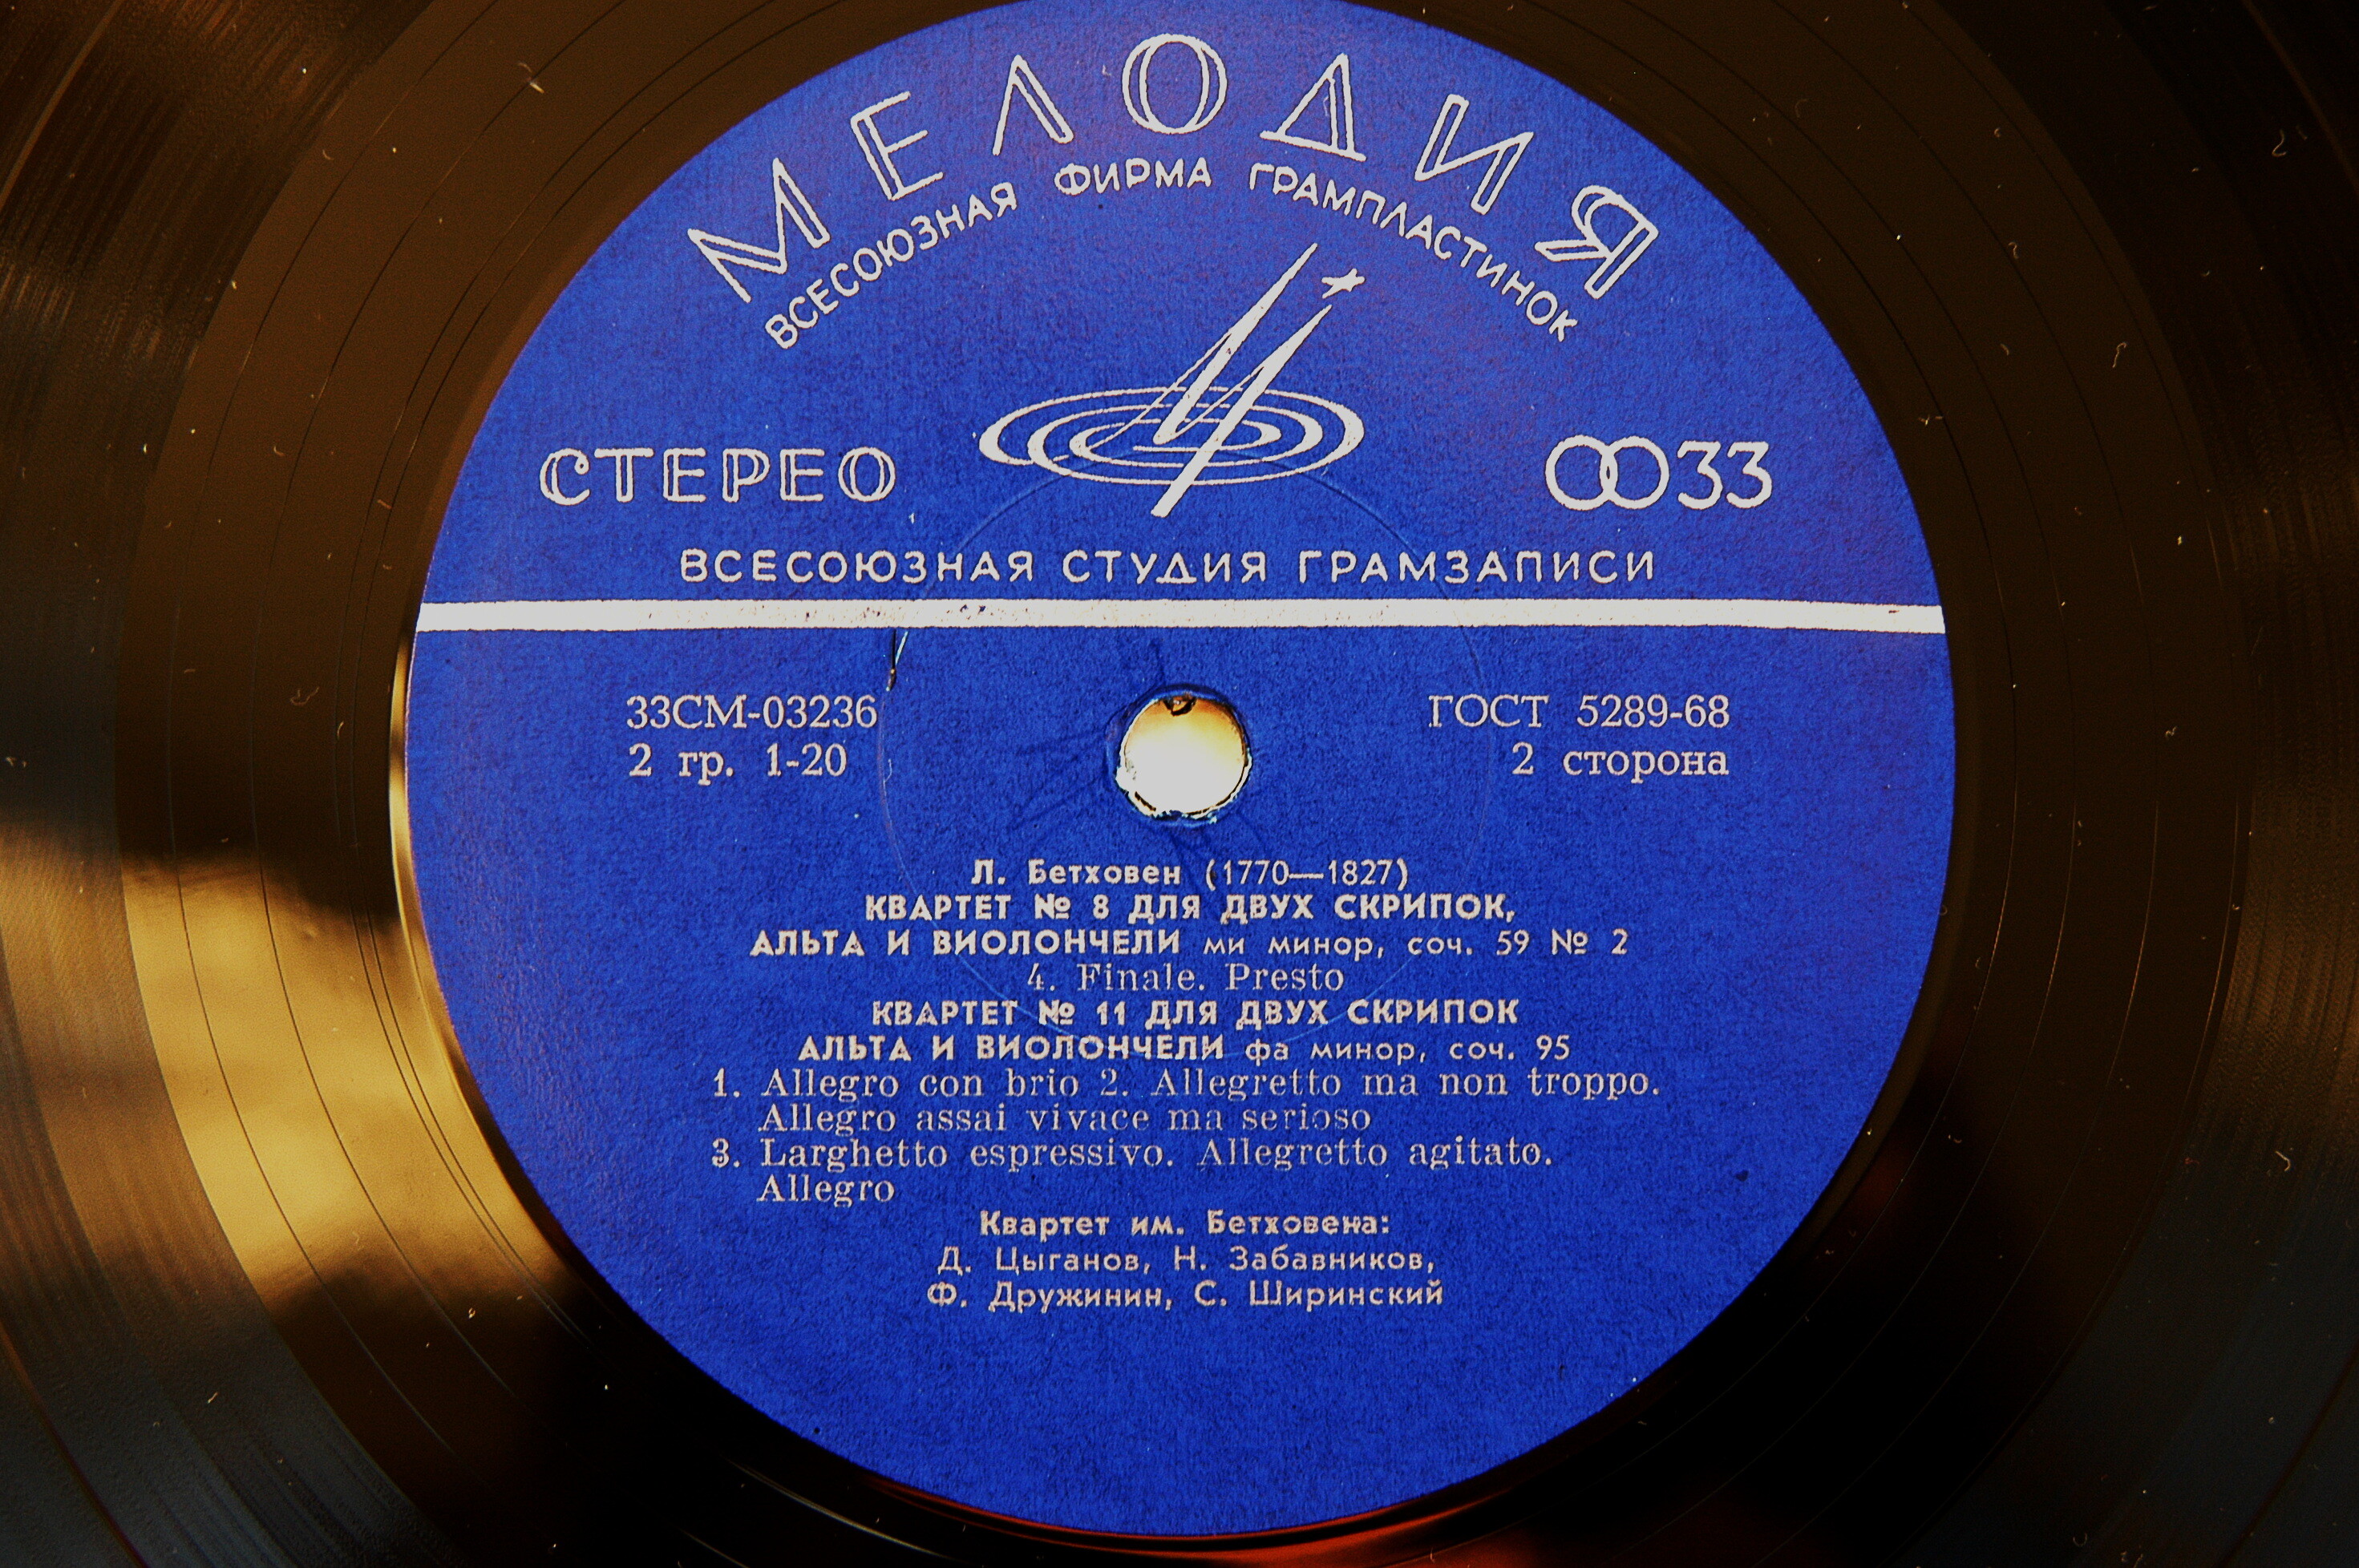 МЕЛОДИЯ
ВСЕСОЮЗНАЯ ФИРМА ГРАМПЛАСТИНОК
СТЕРЕО
33
ВСЕСОЮЗНАЯ СТУДИЯ ГРАМЗАПИСИ
33СМ-03236
ГОСТ 5289-68
2 гр. 1-20
2 сторона
Л. Бетховен (1770—1827)
КВАРТЕТ № 8 ДЛЯ ДВУХ СКРИПОК,
АЛЬТА И ВИОЛОНЧЕЛИ ми минор, соч. 59 № 2
4. Finale. Presto
КВАРТЕТ № 11 ДЛЯ ДВУХ СКРИПОК
АЛЬТА И ВИОЛОНЧЕЛИ фа минор, соч. 95
1. Allegro con brio 2. Allegretto ma non troppo.
Allegro assai vivace ma serioso
3. Larghetto espressivo. Allegretto agitato.
Allegro
Квартет им. Бетховена:
Д. Цыганов, Н. Забавников,
Ф. Дружинин, С. Ширинский